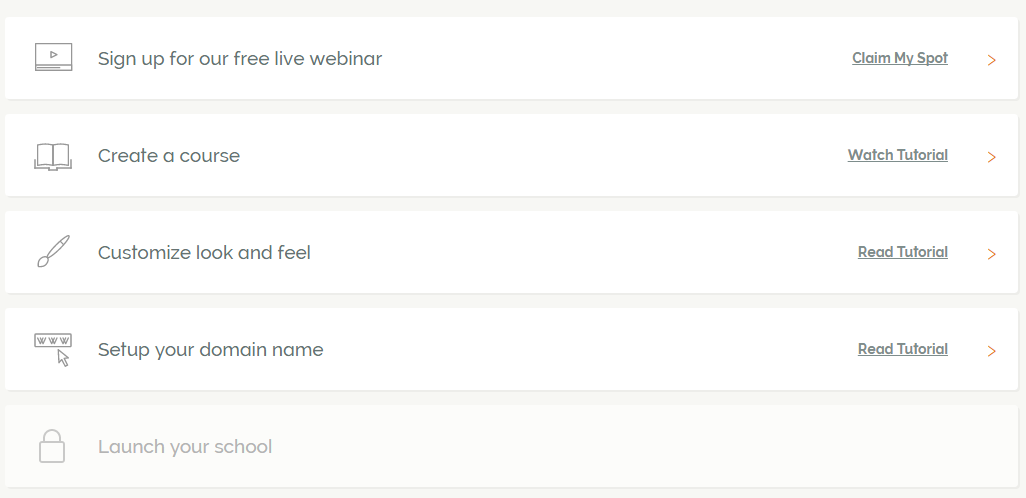 Sign up for our free live webinar Claim My Spot
Create a course Watch Tutorial
Customize look and feel Read Tutorial
WWW
Setup your domain name Read Tutorial
Launch your school